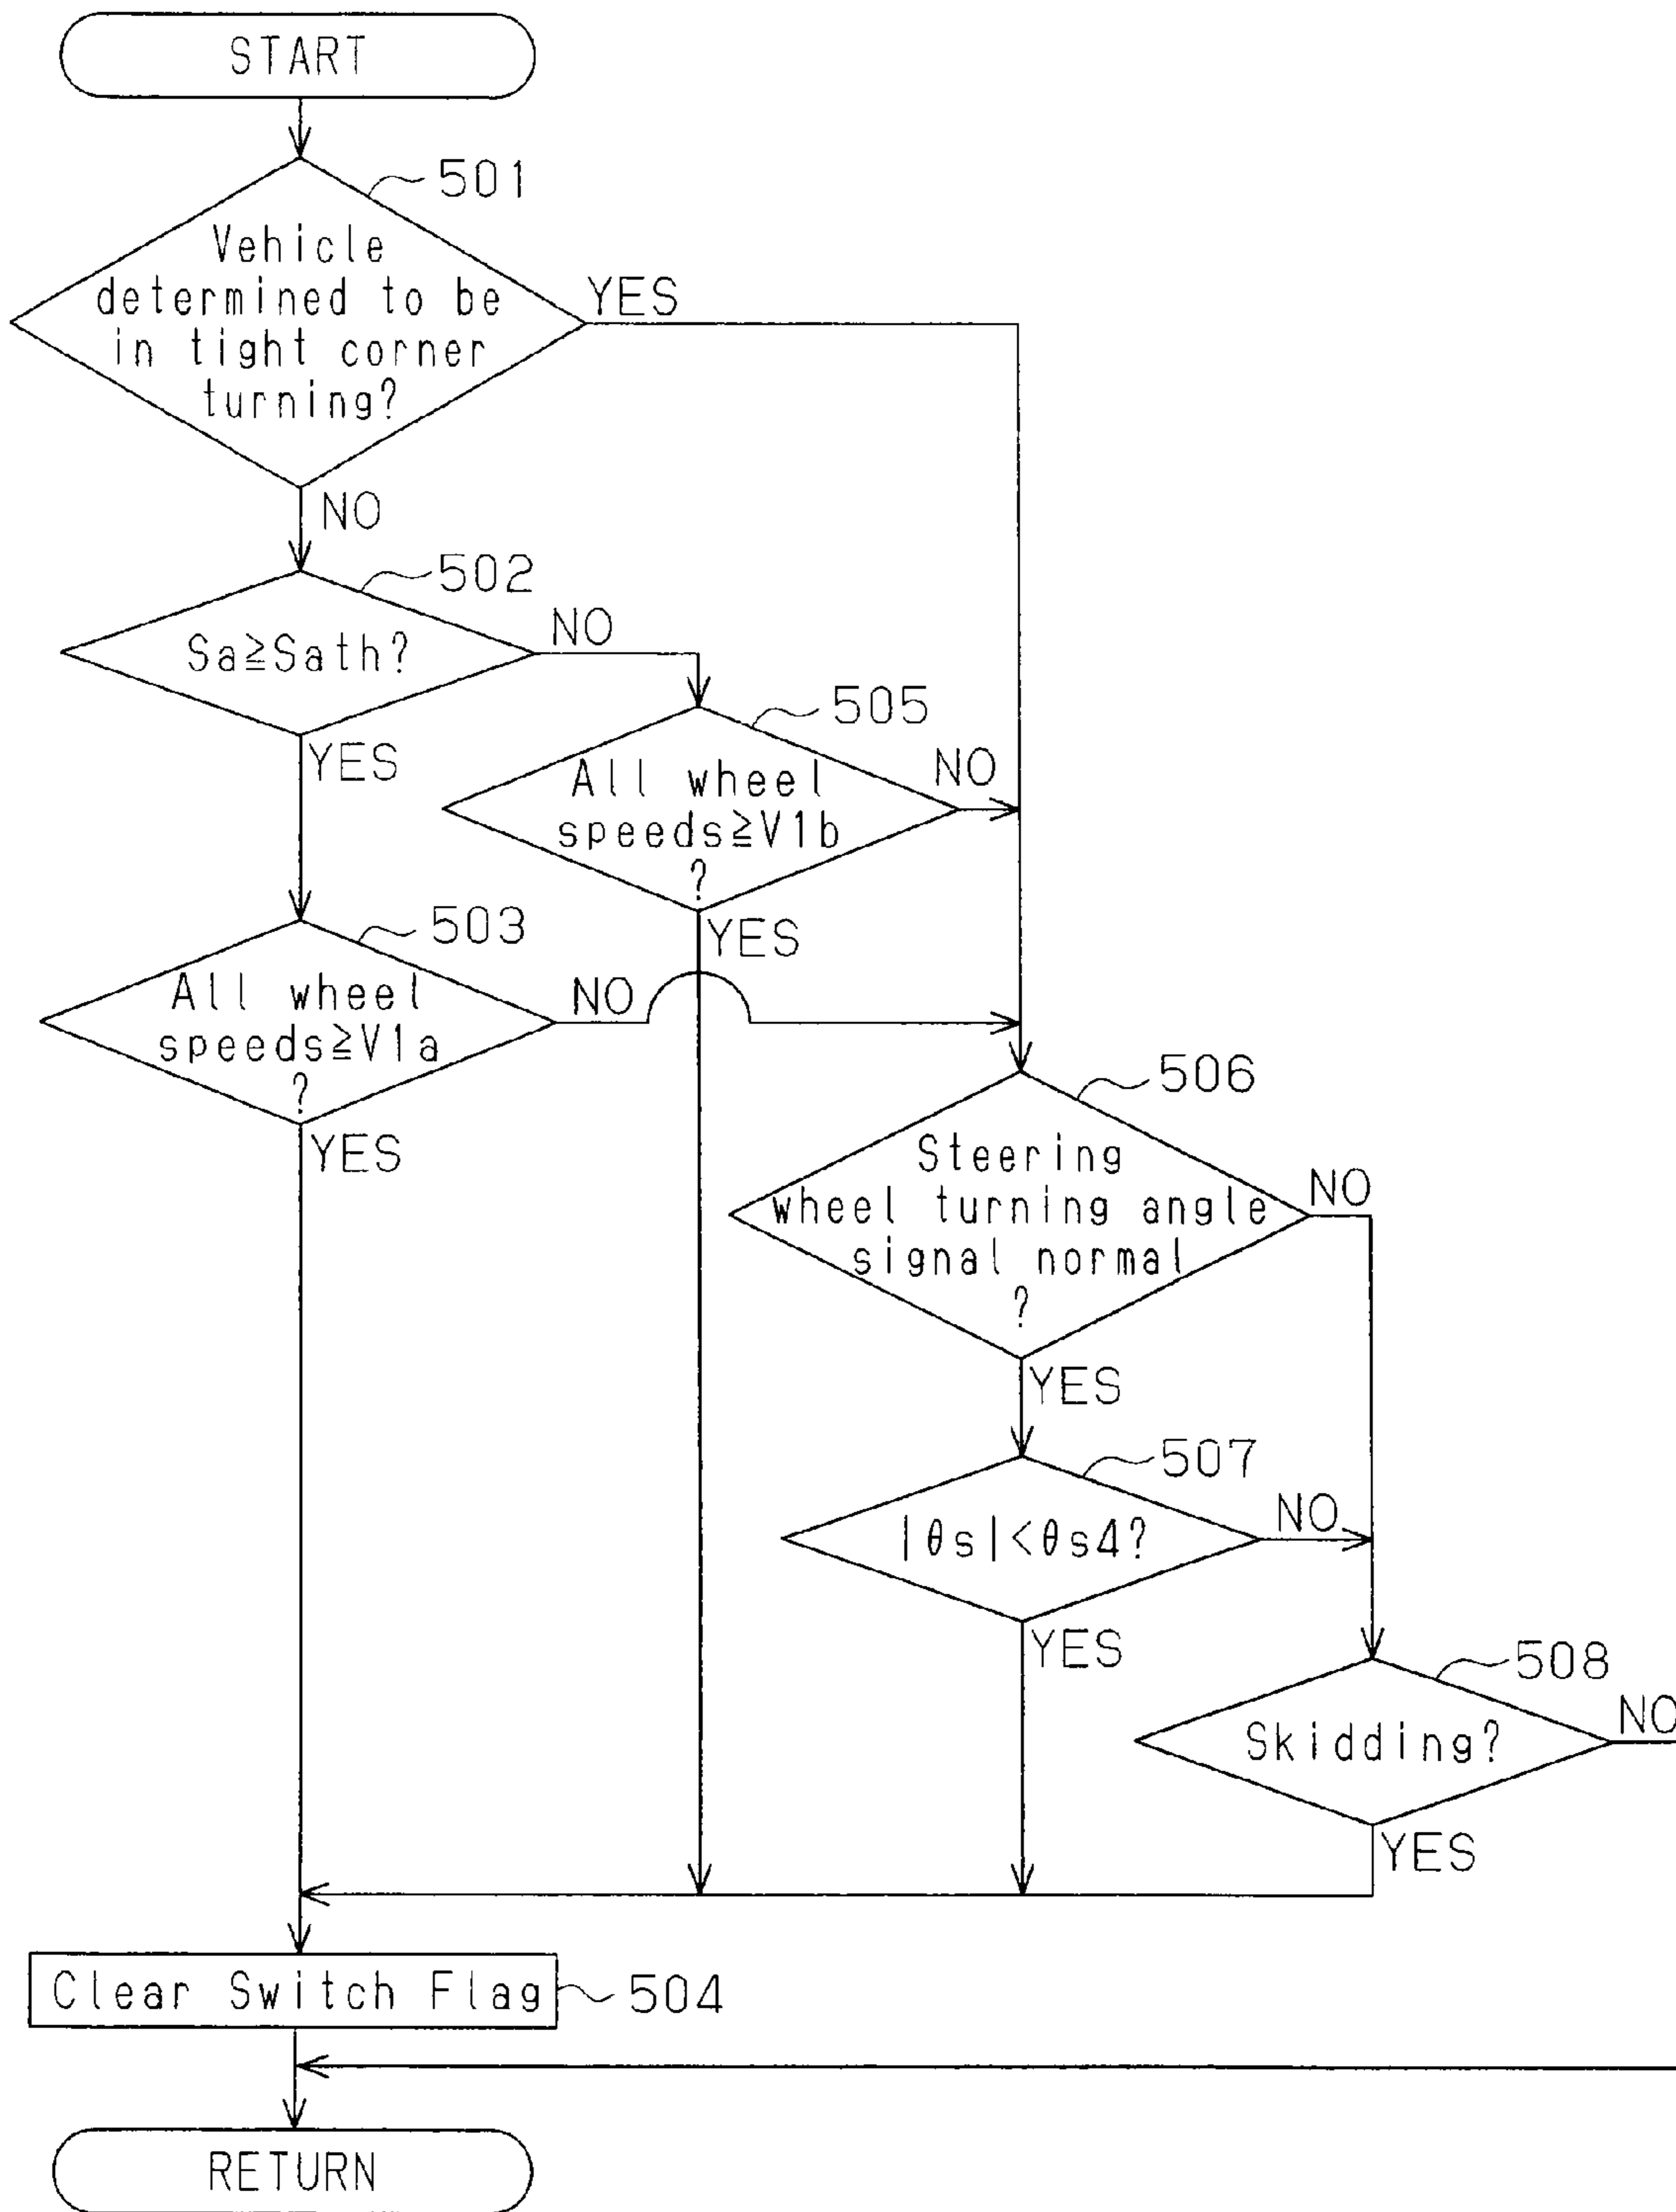 START
501
Vehicle
determined to be
in tight corner
turning?
YES
NO
502
Sa≧Sath?
NO
YES
505
All wheel
speeds≧V1b
?
NO
YES
503
All wheel
speeds≧V1a
?
NO
YES
506
Steering
wheel turning angle
signal normal
?
NO
YES
507
|θs|<θs4?
NO
YES
508
Skidding?
NO
YES
Clear Switch Flag
504
RETURN